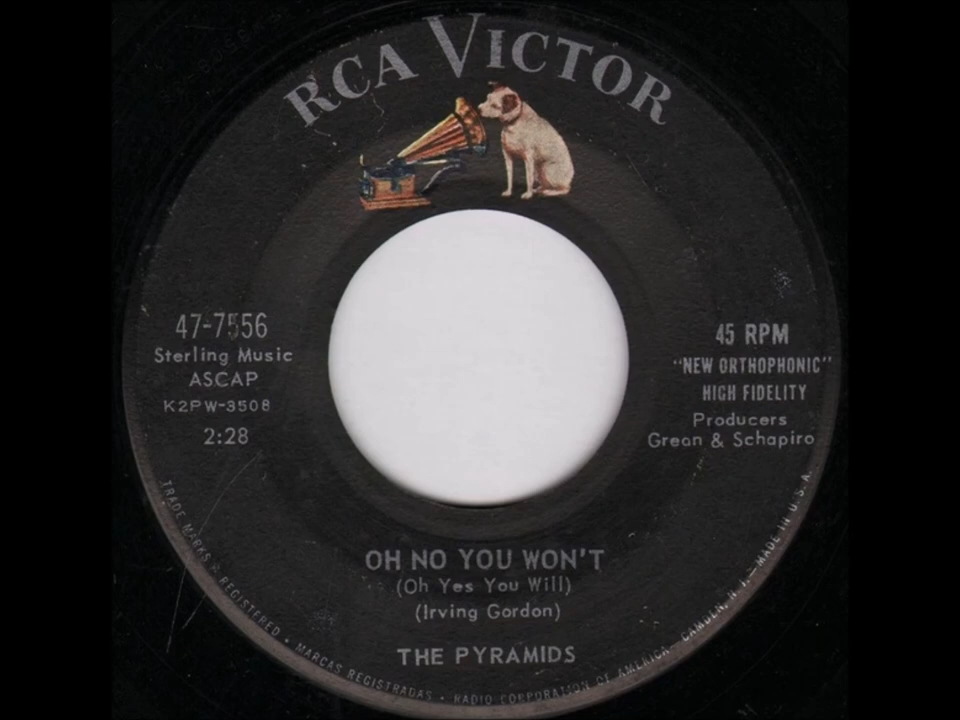 RCA VICTOR
47-7556
Sterling Music
ASCAP
K2PW-3508
2:28
45 RPM
"NEW ORTHOPHONIC"
HIGH FIDELITY
Producers
Grean & Schapiro
OH NO YOU WON'T
(Oh Yes You Will)
(Irving Gordon)
THE PYRAMIDS
TRADE MARKS ® REGISTERED • MARCAS REGISTRADAS • RADIO CORPORATION OF AMERICA — CAMDEN, N. J. — MADE IN U. S. A.